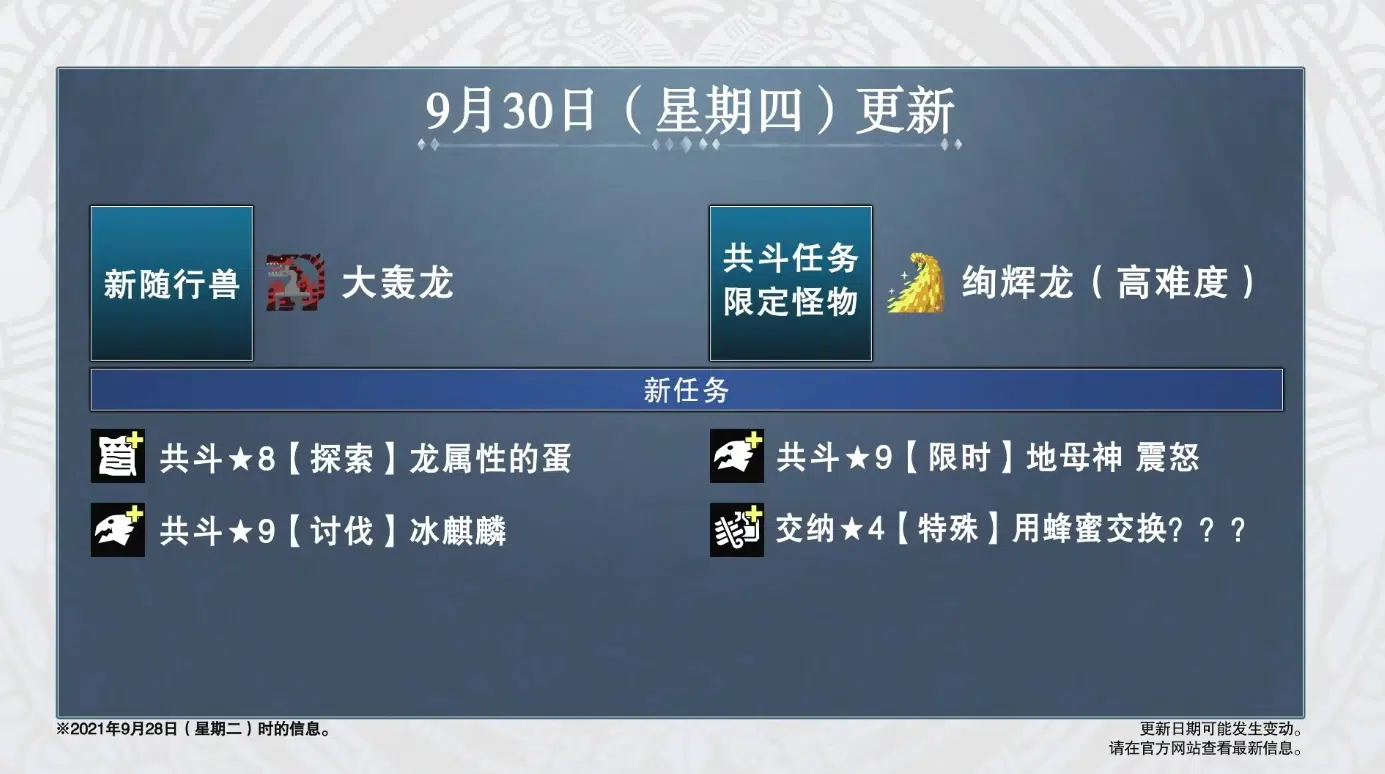 9月30日（星期四）更新
新随行兽
大轰龙
共斗任务
限定怪物
绚辉龙（高难度）
新任务
共斗★8【探索】龙属性的蛋
共斗★9【限时】地母神 震怒
共斗★9【讨伐】冰麒麟
交纳★4【特殊】用蜂蜜交换？？？
※2021年9月28日（星期二）时的信息。
更新日期可能发生变动。
请在官方网站查看最新信息。